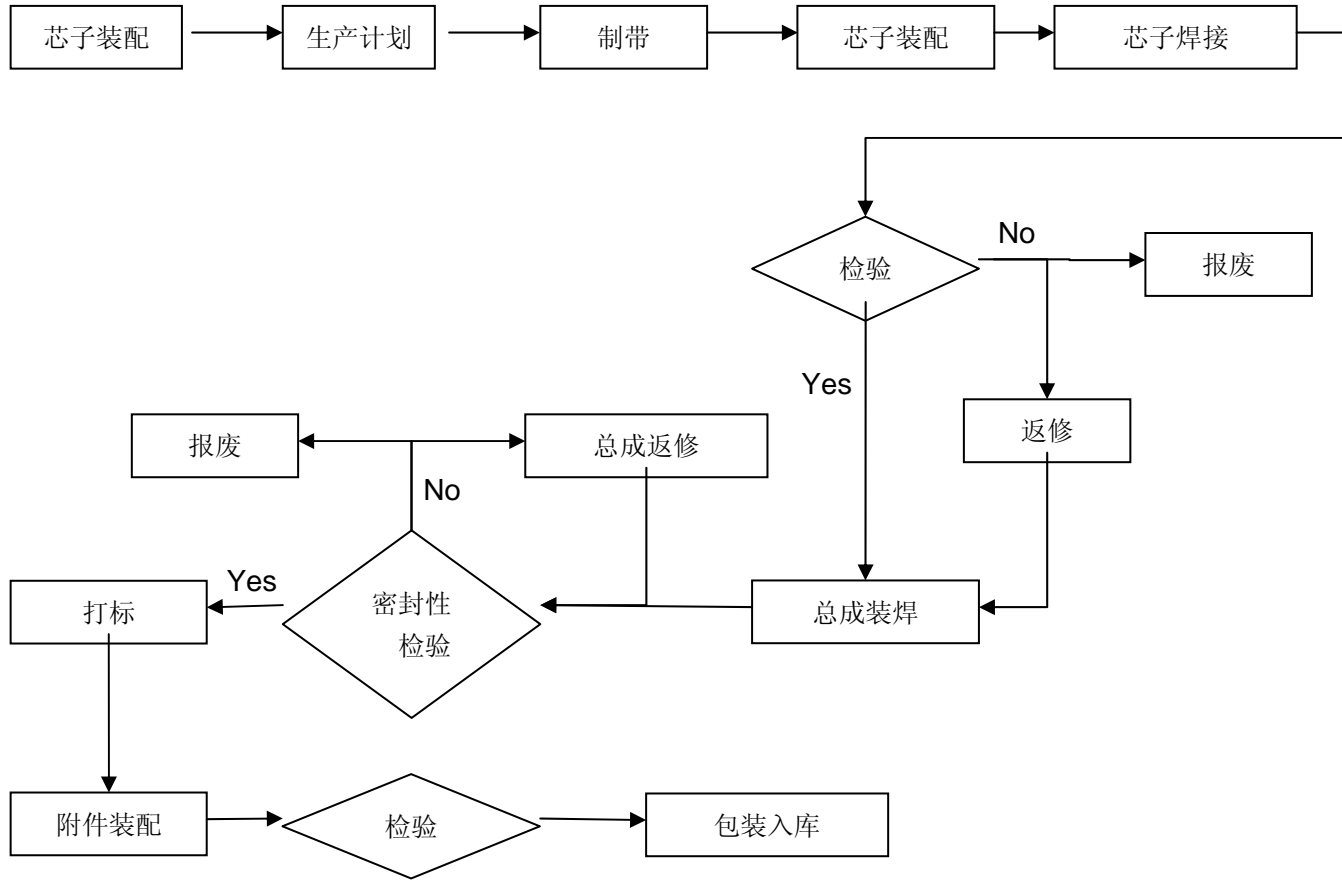 芯子装配
生产计划
制带
芯子装配
芯子焊接
检验
No
报废
Yes
返修
报废
总成返修
No
Yes
打标
密封性
检验
总成装焊
附件装配
检验
包装入库